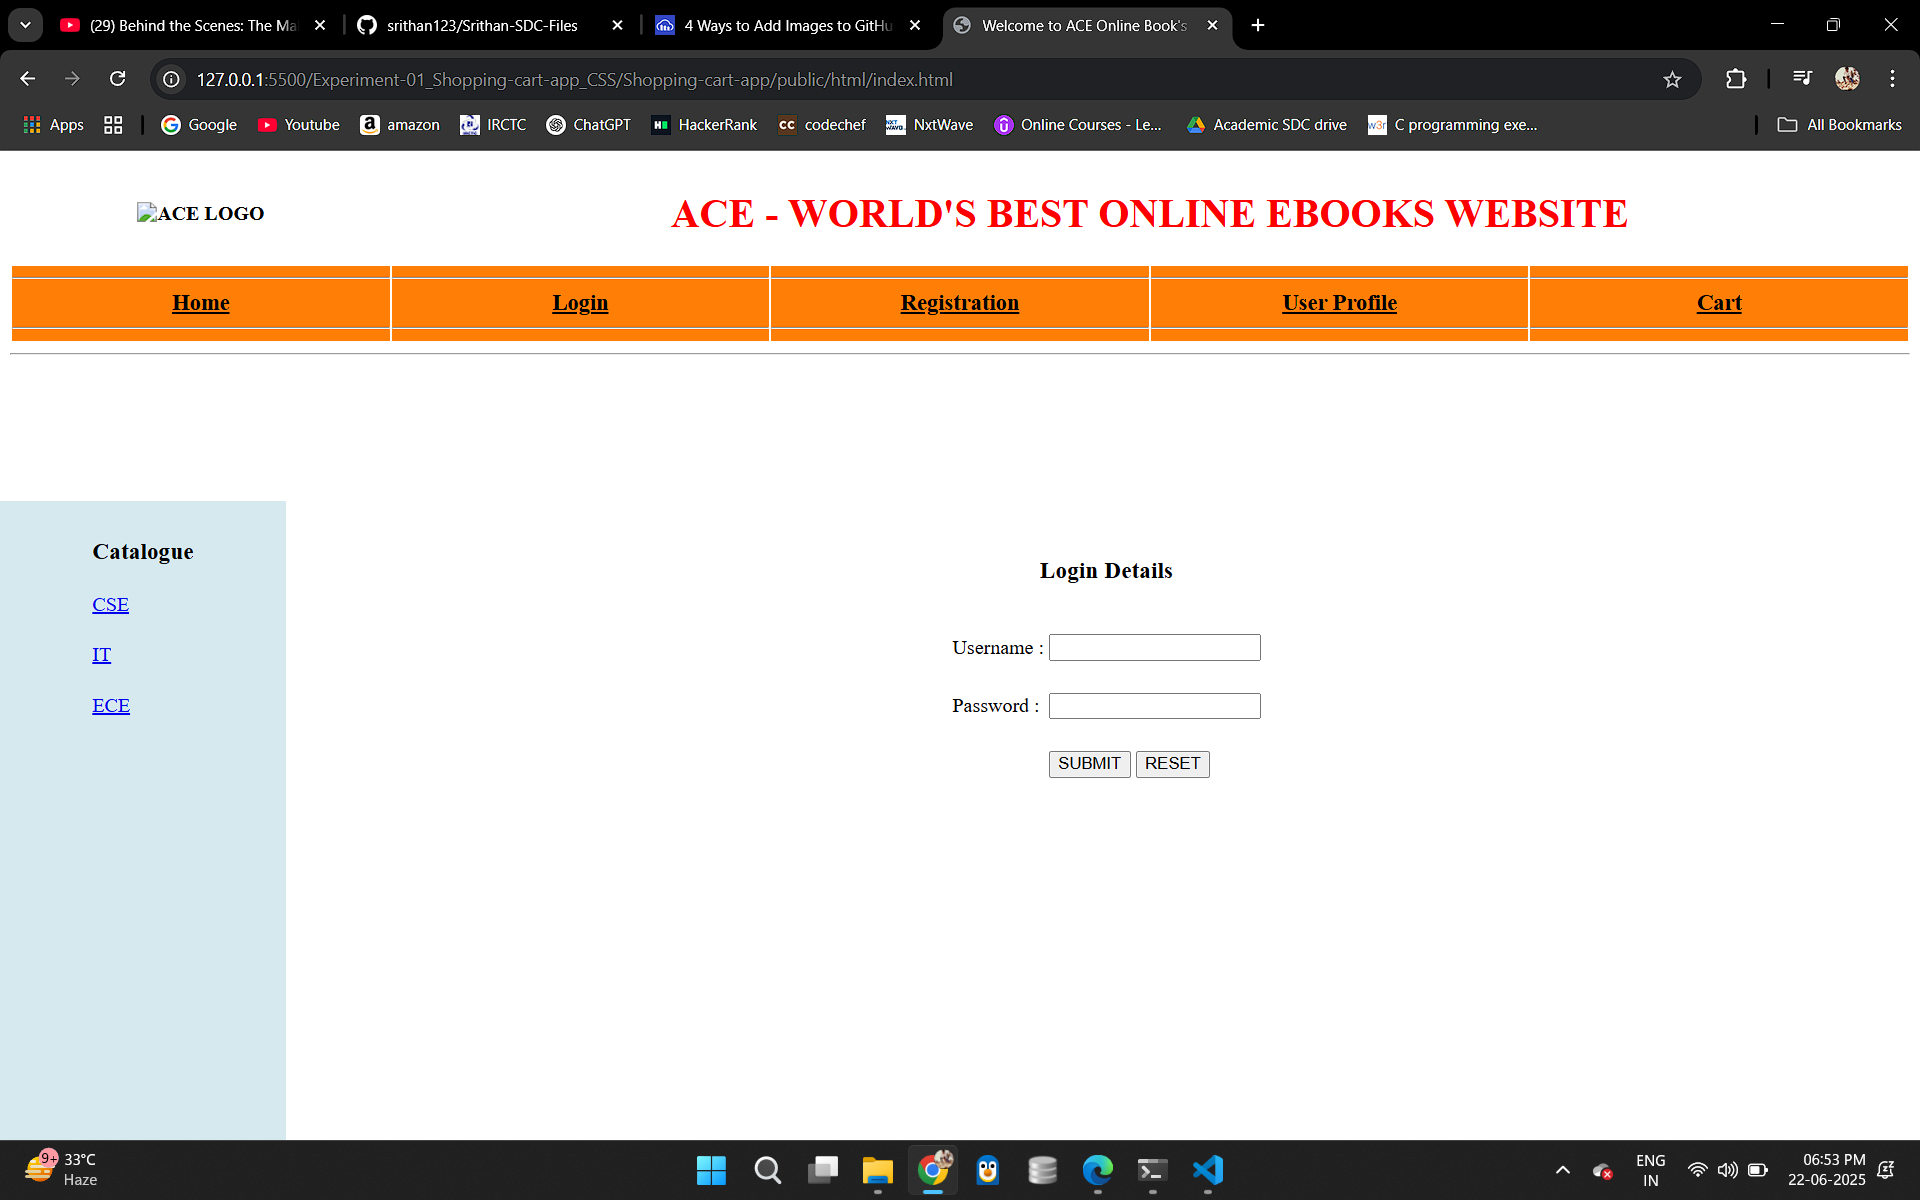 (29) Behind the Scenes: The Ma
srithan123/Srithan-SDC-Files
4 Ways to Add Images to GitHu
Welcome to ACE Online Book's
127.0.0.1:5500/Experiment-01_Shopping-cart-app_CSS/Shopping-cart-app/public/html/index.html
Apps Google Youtube amazon IRCTC ChatGPT HackerRank codechef NxtWave Online Courses - Le... Academic SDC drive C programming exe... All Bookmarks
ACE LOGO
ACE - WORLD'S BEST ONLINE EBOOKS WEBSITE
Home Login Registration User Profile Cart
Catalogue
CSE
IT
ECE
Login Details
Username :
Password :
SUBMIT RESET
9+
33°C
Haze
ENG
IN
06:53 PM
22-06-2025